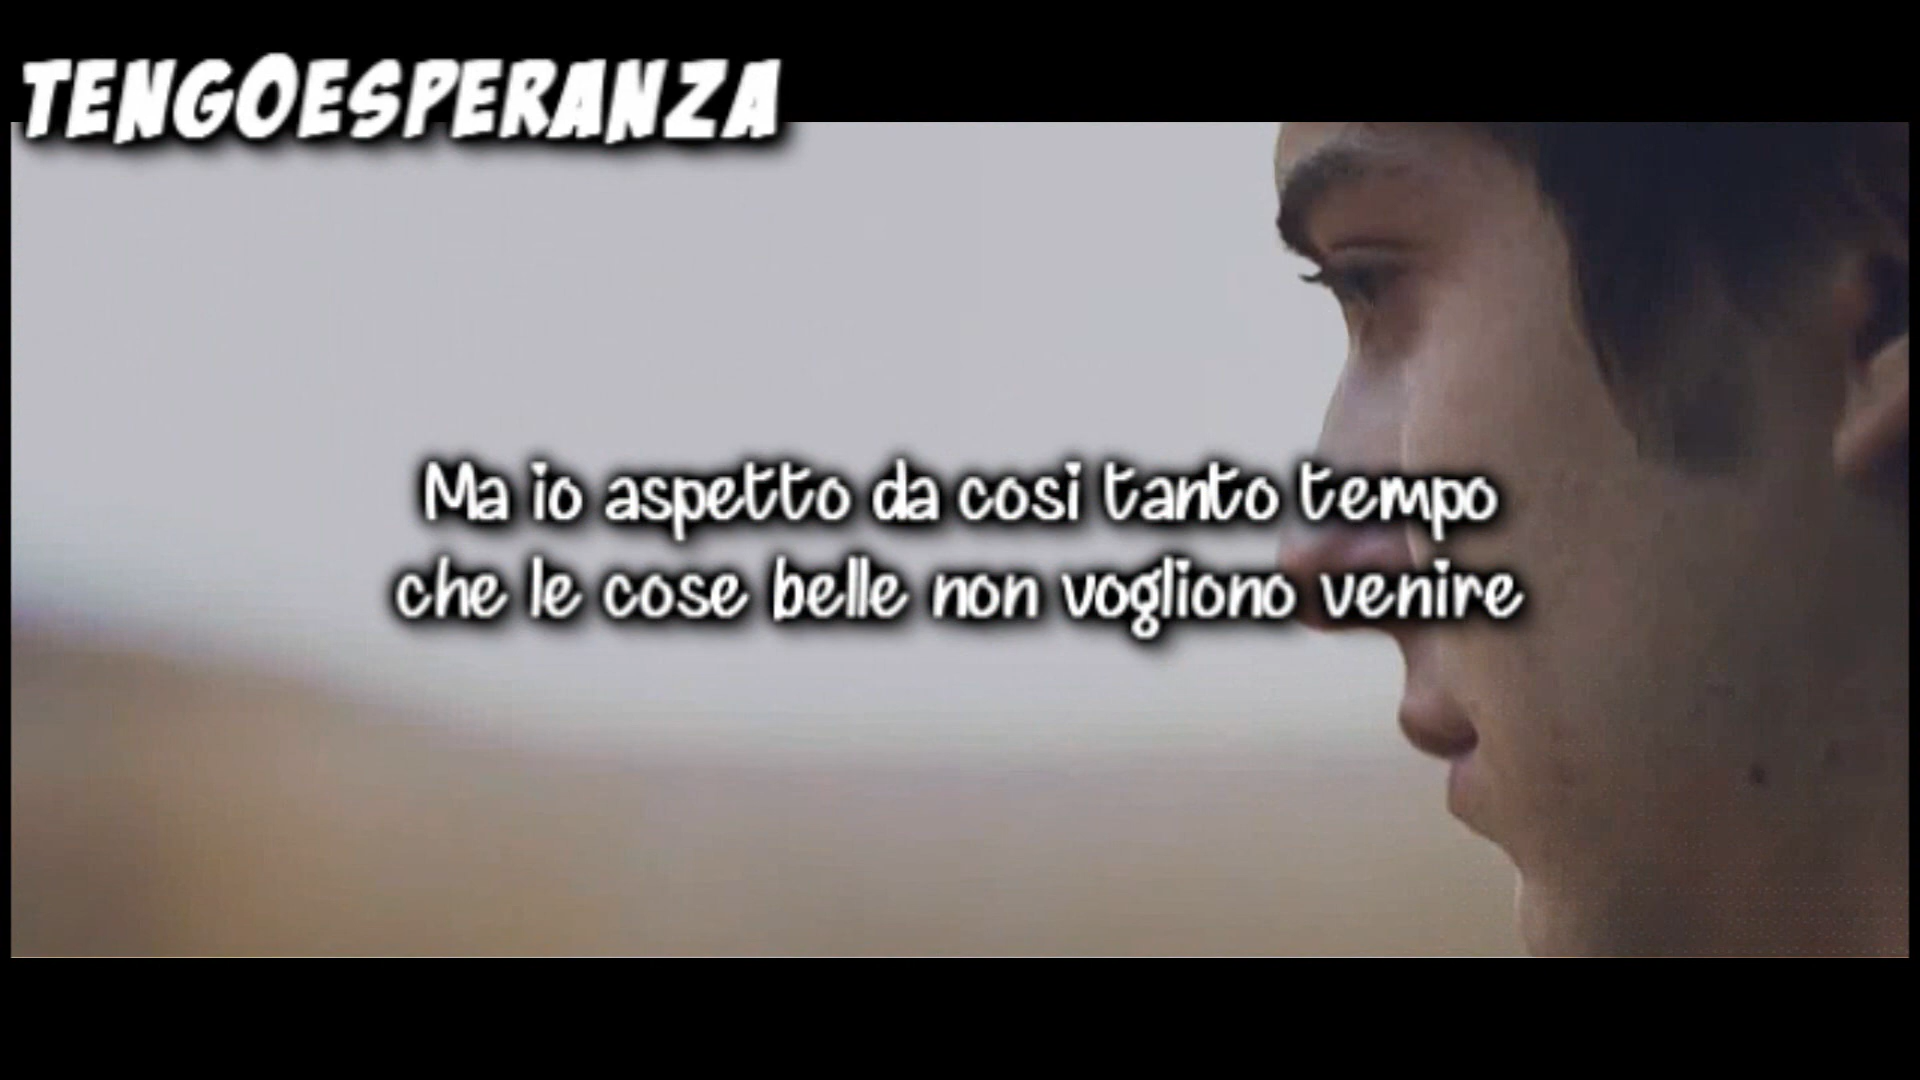 TENGOESPERANZA
Ma io aspetto da cosi tanto tempo
che le cose belle non vogliono venire